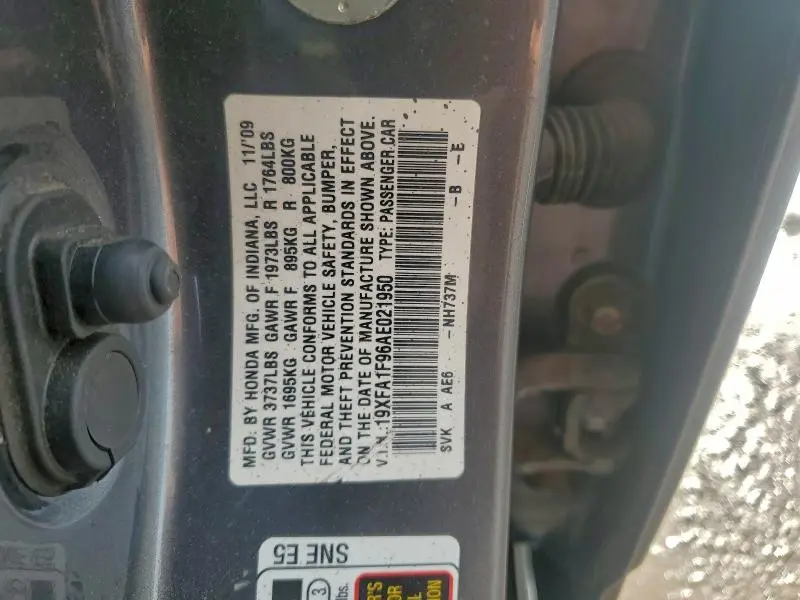 MFD. BY HONDA MFG. OF INDIANA, LLC 11/'09
GVWR 3737LBS GAWR F 1973LBS R 1764LBS
GVWR 1695KG GAWR F 895KG R 800KG
THIS VEHICLE CONFORMS TO ALL APPLICABLE
FEDERAL MOTOR VEHICLE SAFETY, BUMPER,
AND THEFT PREVENTION STANDARDS IN EFFECT
ON THE DATE OF MANUFACTURE SHOWN ABOVE.
V.I.N.:19XFA1F96AE021950 TYPE: PASSENGER CAR
SVK A AE6 -NH737M -B -E
SNE E5
3
lbs.